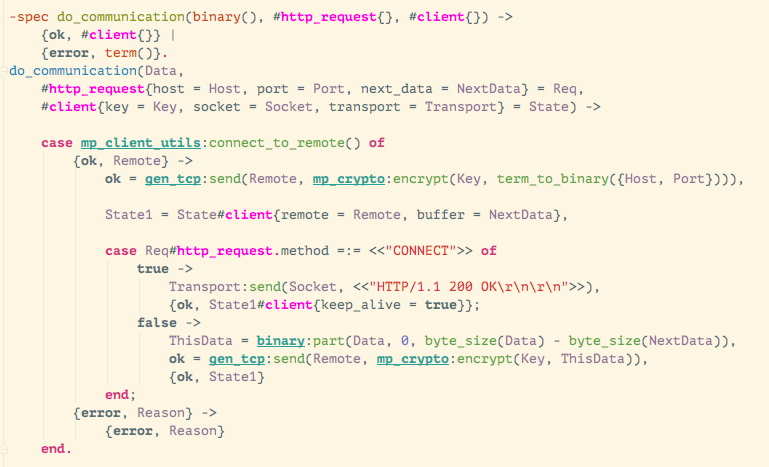 -spec do_communication(binary(), #http_request{}, #client{}) ->
    {ok, #client{}} |
    {error, term()}.
do_communication(Data,
    #http_request{host = Host, port = Port, next_data = NextData} = Req,
    #client{key = Key, socket = Socket, transport = Transport} = State) ->

    case mp_client_utils:connect_to_remote() of
        {ok, Remote} ->
            ok = gen_tcp:send(Remote, mp_crypto:encrypt(Key, term_to_binary({Host, Port}))),

            State1 = State#client{remote = Remote, buffer = NextData},

            case Req#http_request.method =:= <<"CONNECT">> of
                true ->
                    Transport:send(Socket, <<"HTTP/1.1 200 OK\r\n\r\n">>),
                    {ok, State1#client{keep_alive = true}};
                false ->
                    ThisData = binary:part(Data, 0, byte_size(Data) - byte_size(NextData)),
                    ok = gen_tcp:send(Remote, mp_crypto:encrypt(Key, ThisData)),
                    {ok, State1}
            end;
        {error, Reason} ->
            {error, Reason}
    end.